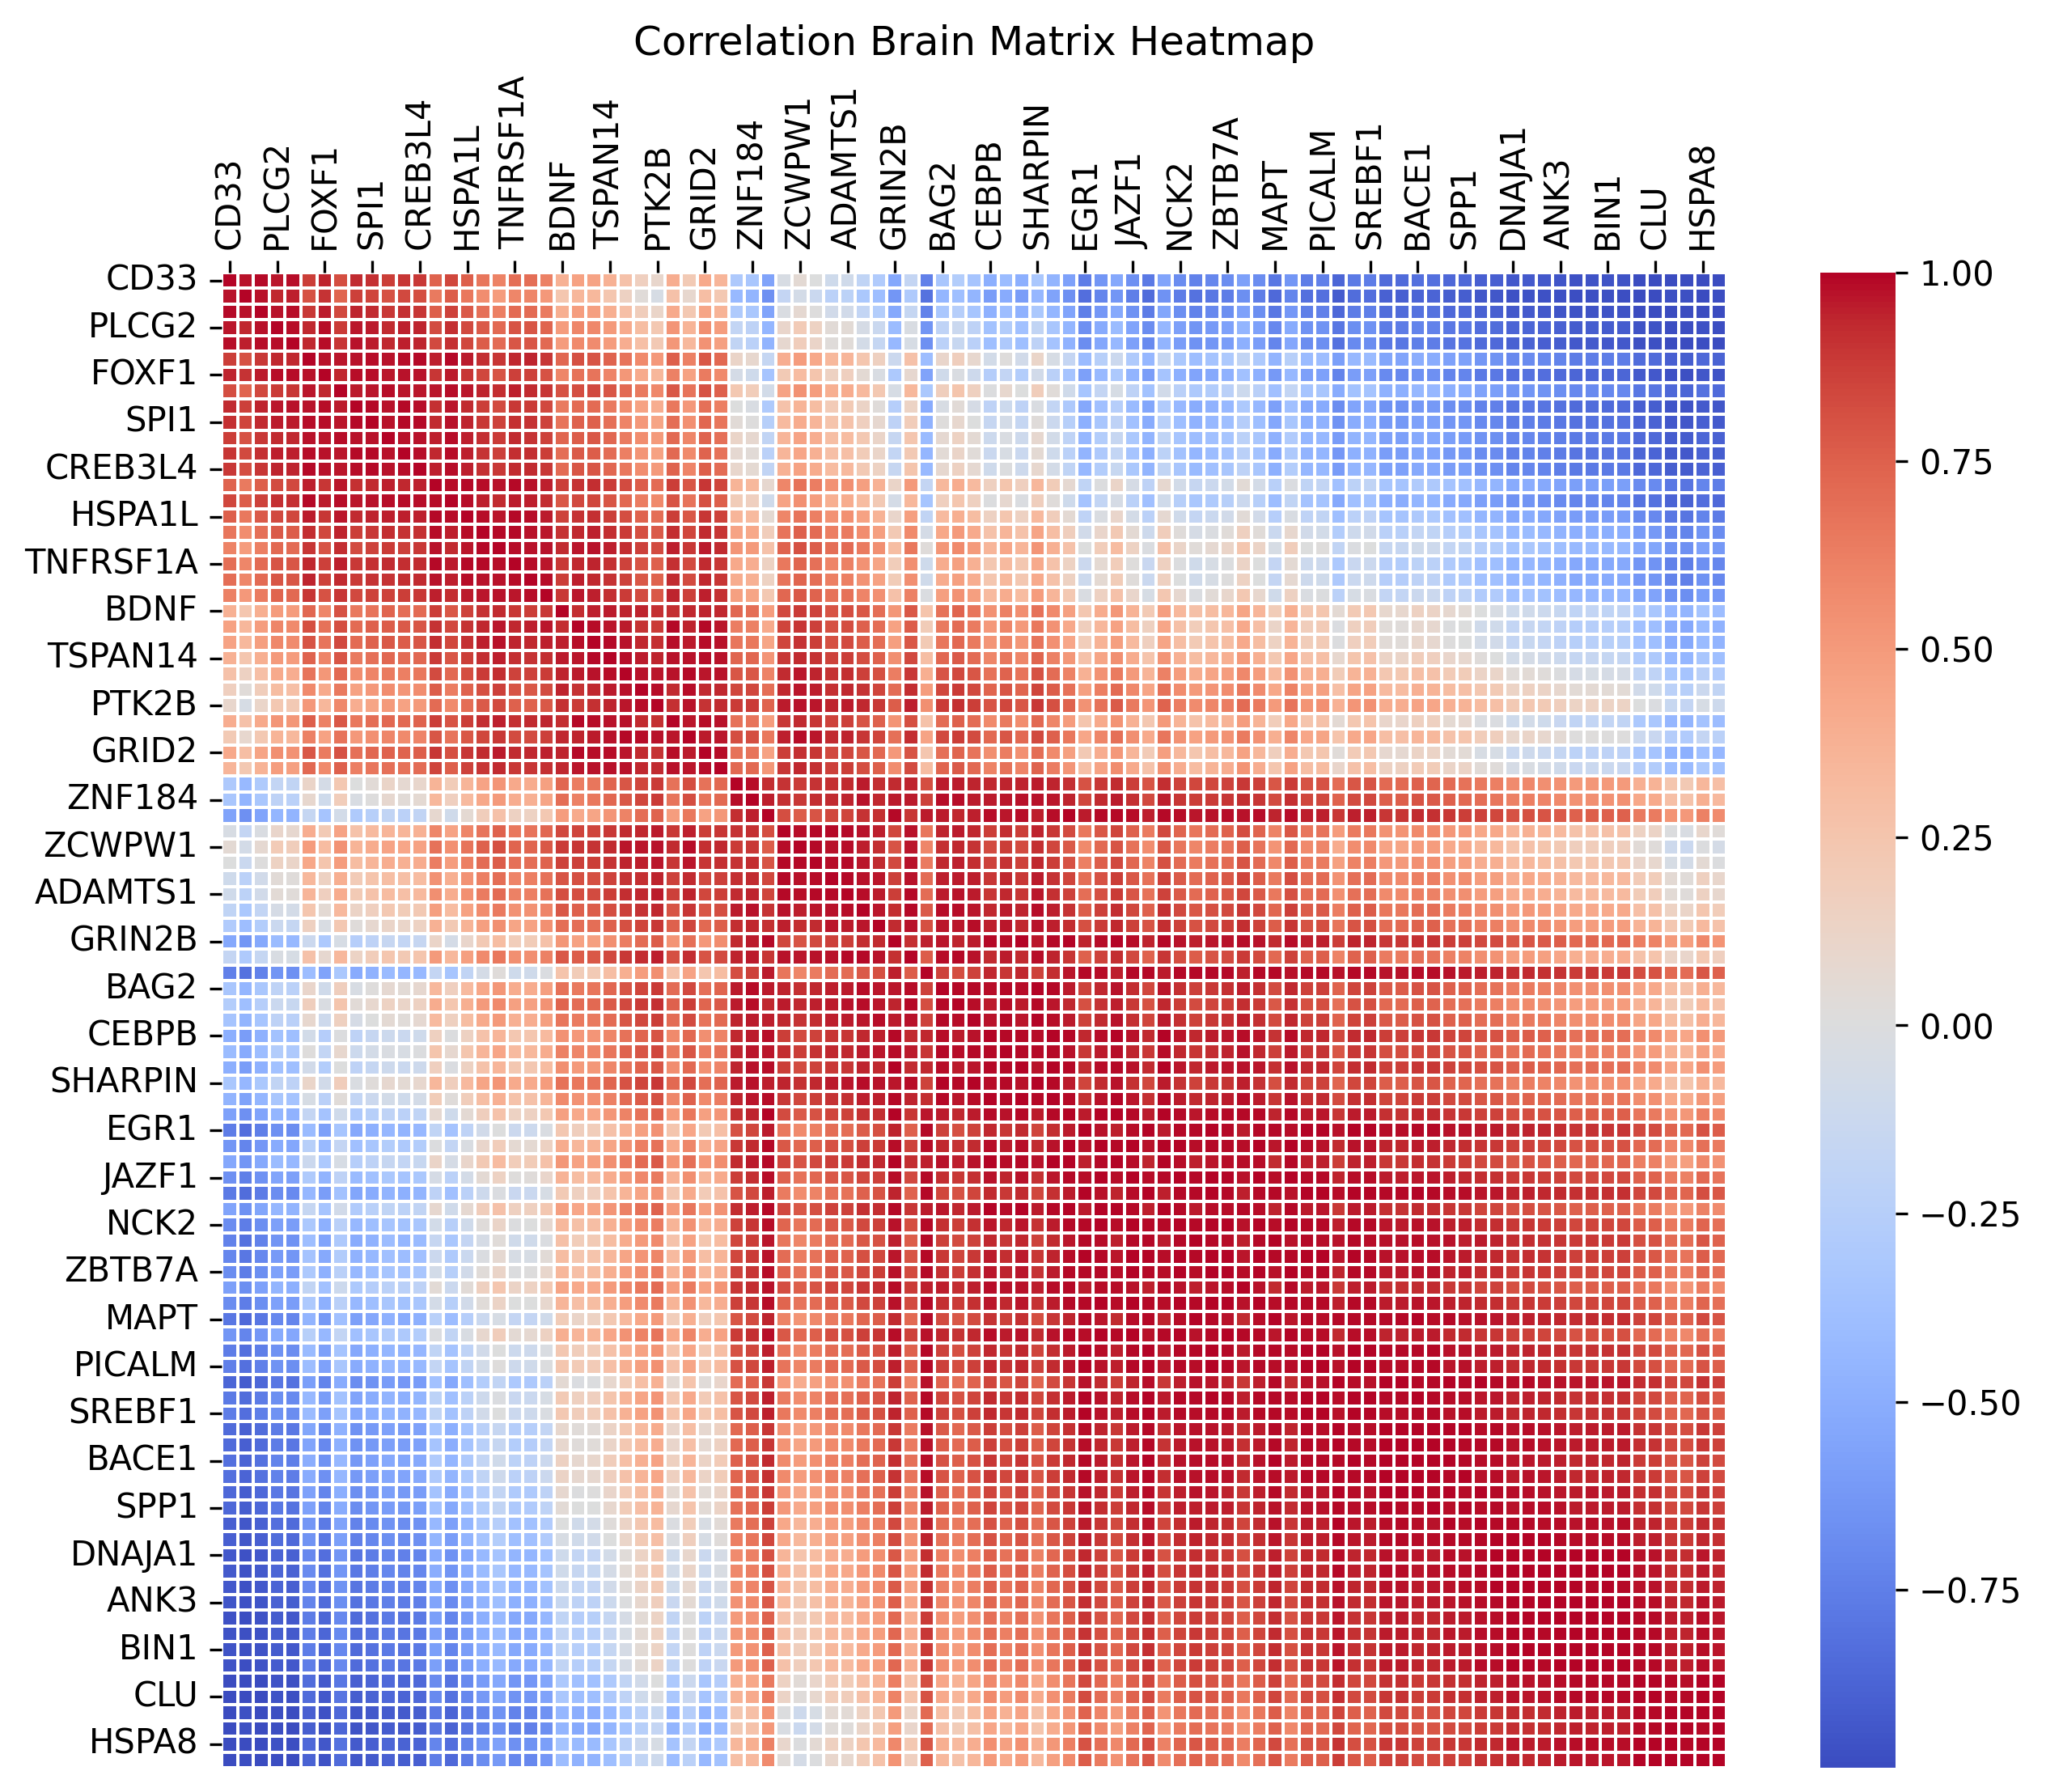 Correlation Brain Matrix Heatmap
CD33
PLCG2
FOXF1
SPI1
CREB3L4
HSPA1L
TNFRSF1A
BDNF
TSPAN14
PTK2B
GRID2
ZNF184
ZCWPW1
ADAMTS1
GRIN2B
BAG2
CEBPB
SHARPIN
EGR1
JAZF1
NCK2
ZBTB7A
MAPT
PICALM
SREBF1
BACE1
SPP1
DNAJA1
ANK3
BIN1
CLU
HSPA8
CD33
PLCG2
FOXF1
SPI1
CREB3L4
HSPA1L
TNFRSF1A
BDNF
TSPAN14
PTK2B
GRID2
ZNF184
ZCWPW1
ADAMTS1
GRIN2B
BAG2
CEBPB
SHARPIN
EGR1
JAZF1
NCK2
ZBTB7A
MAPT
PICALM
SREBF1
BACE1
SPP1
DNAJA1
ANK3
BIN1
CLU
HSPA8
1.00
0.75
0.50
0.25
0.00
−0.25
−0.50
−0.75